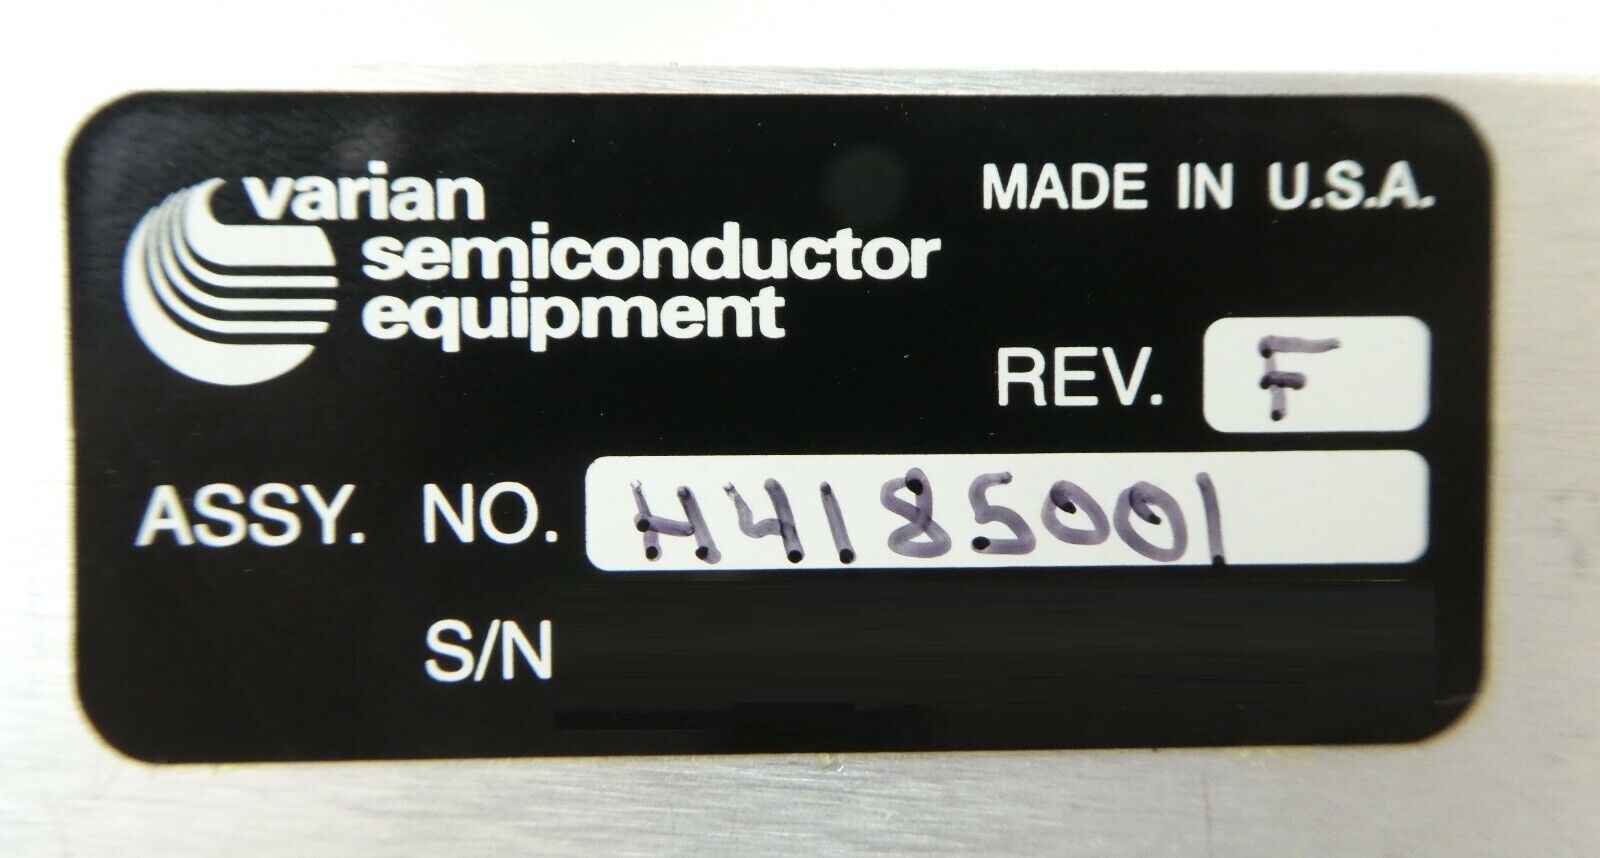 varian
semiconductor
equipment
MADE IN U.S.A.
REV. F
ASSY. NO. H4185001
S/N